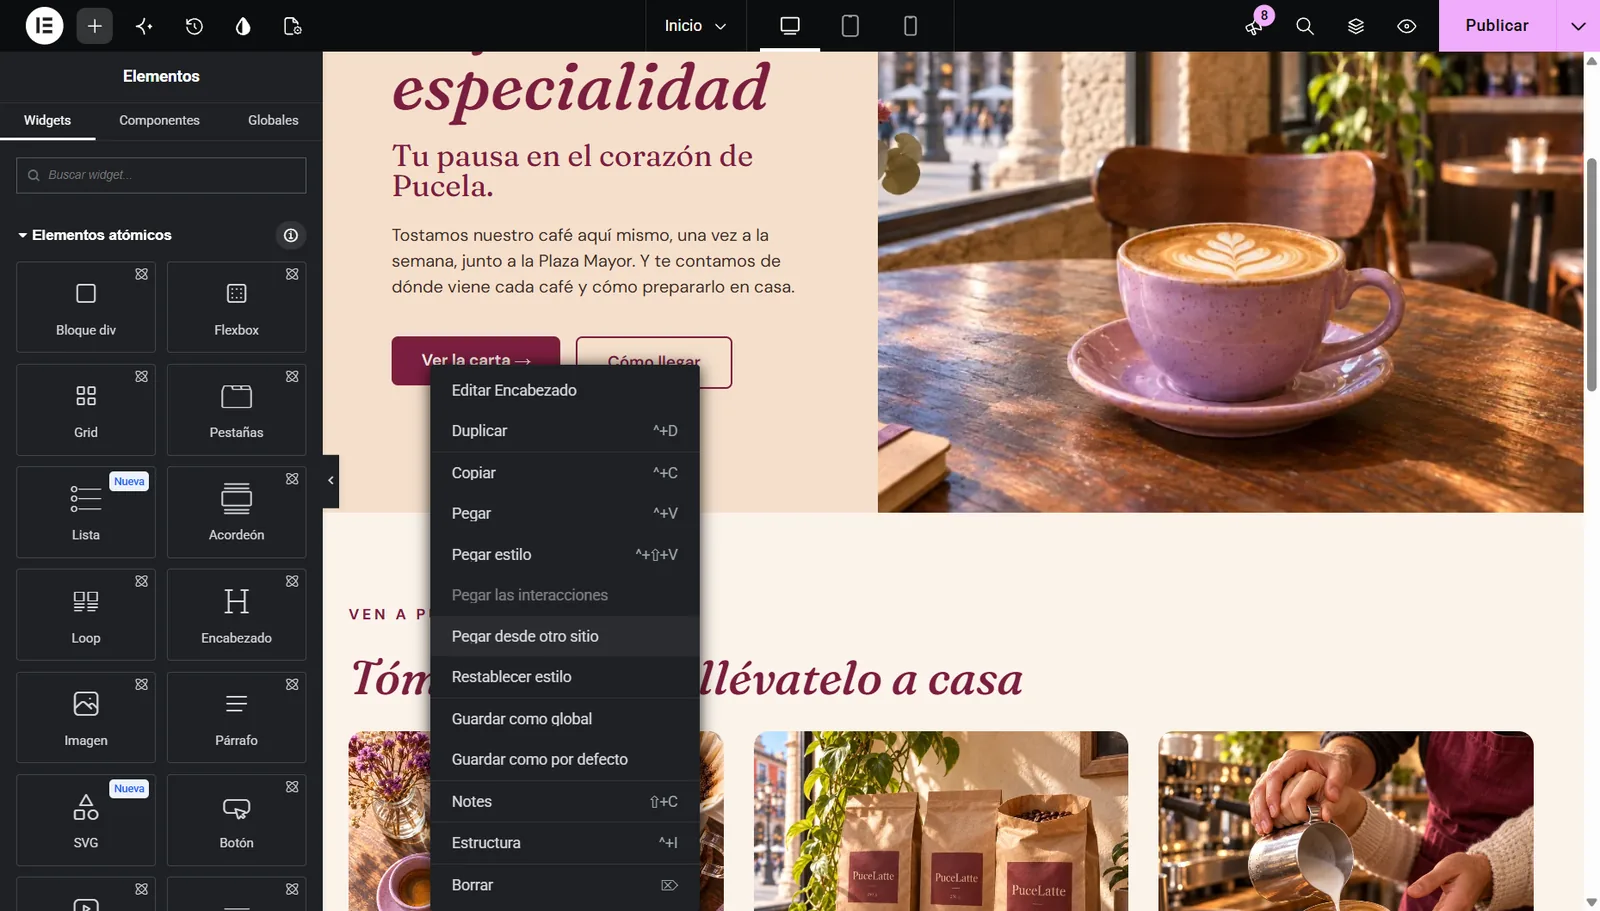 Inicio
8
Publicar
Elementos
Widgets
Componentes
Globales
Buscar widget...
Elementos atómicos
Bloque div
Flexbox
Grid
Pestañas
Nueva
Lista
Acordeón
Loop
Encabezado
Imagen
Párrafo
Nueva
SVG
Botón
especialidad
Tu pausa en el corazón de
Pucela.
Tostamos nuestro café aquí mismo, una vez a la
semana, junto a la Plaza Mayor. Y te contamos de
dónde viene cada café y cómo prepararlo en casa.
Ver la carta →
Cómo llegar
Editar Encabezado
Duplicar ^+D
Copiar ^+C
Pegar ^+V
Pegar estilo ^+⇧+V
Pegar las interacciones
Pegar desde otro sitio
Restablecer estilo
Guardar como global
Guardar como por defecto
Notes ⇧+C
Estructura ^+I
Borrar ⌦
VEN A P
Tóm llévatelo a casa
PuceLatte
PuceLatte
PuceLatte